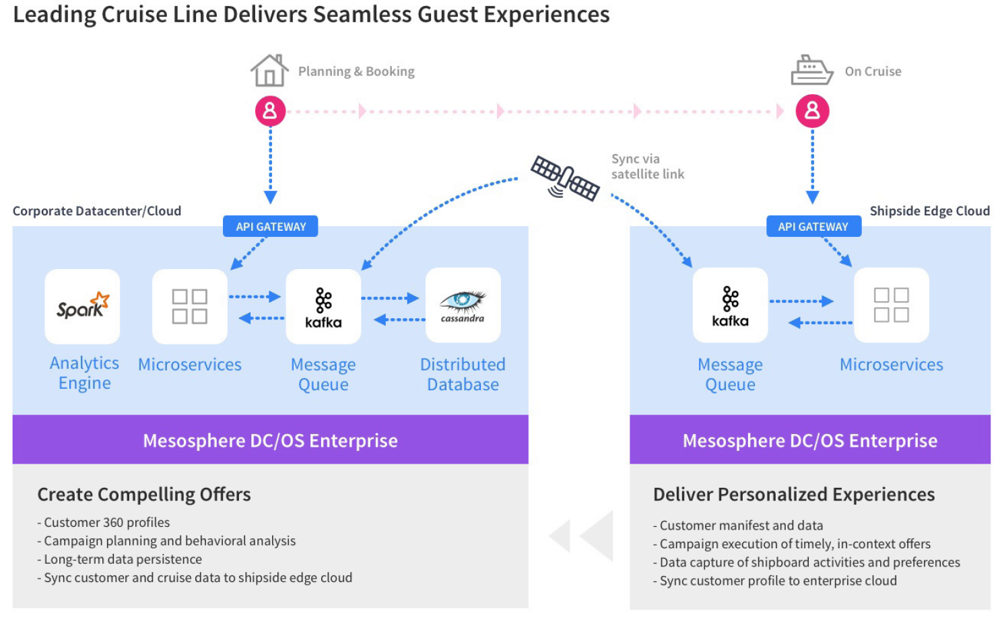 Leading Cruise Line Delivers Seamless Guest Experiences
Planning & Booking
On Cruise
Sync via
satellite link
Corporate Datacenter/Cloud
Shipside Edge Cloud
API GATEWAY
API GATEWAY
Spark
kafka
cassandra
kafka
Analytics
Engine
Microservices
Message
Queue
Distributed
Database
Message
Queue
Microservices
Mesosphere DC/OS Enterprise
Mesosphere DC/OS Enterprise
Create Compelling Offers
- Customer 360 profiles
- Campaign planning and behavioral analysis
- Long-term data persistence
- Sync customer and cruise data to shipside edge cloud
Deliver Personalized Experiences
- Customer manifest and data
- Campaign execution of timely, in-context offers
- Data capture of shipboard activities and preferences
- Sync customer profile to enterprise cloud